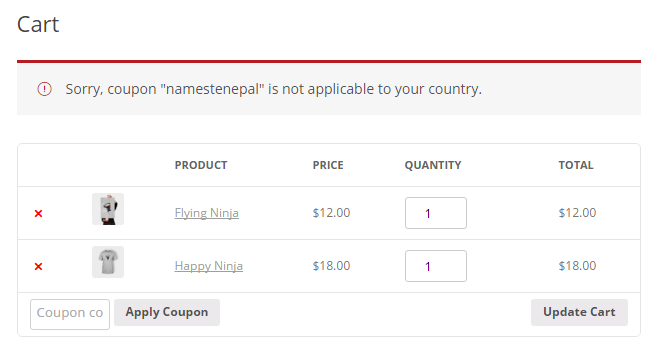 Cart
Sorry, coupon "namestenepal" is not applicable to your country.
PRODUCT PRICE QUANTITY TOTAL
× Flying Ninja $12.00 1 $12.00
× Happy Ninja $18.00 1 $18.00
Coupon co Apply Coupon Update Cart